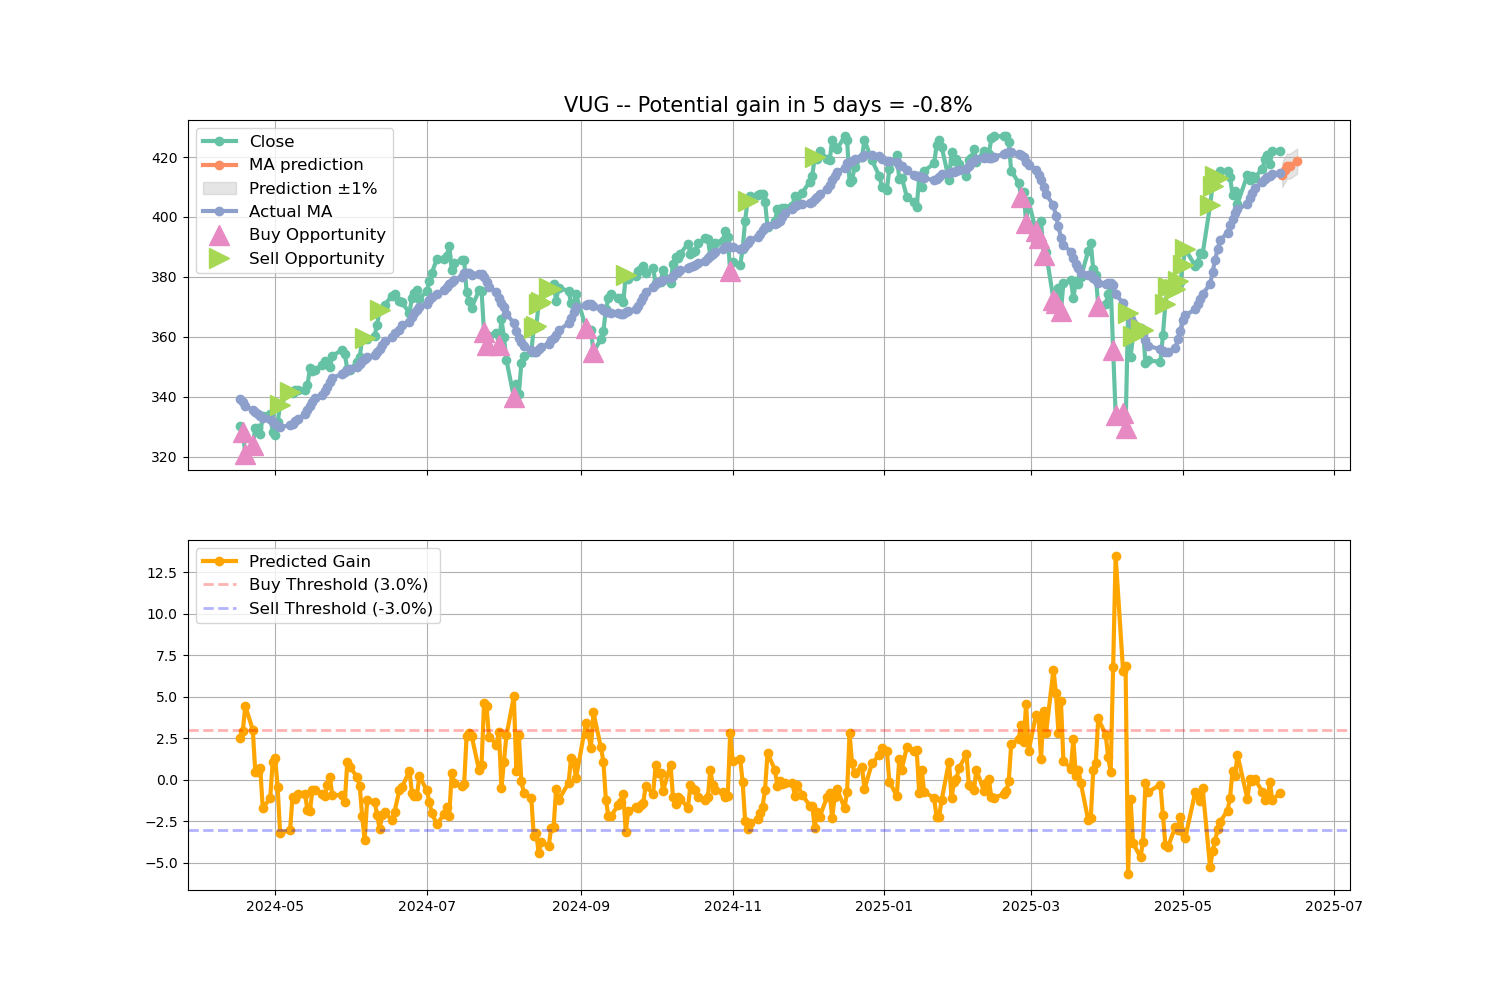 VUG -- Potential gain in 5 days = -0.8%
Close
MA prediction
Prediction ±1%
Actual MA
Buy Opportunity
Sell Opportunity
420
400
380
360
340
320
Predicted Gain
Buy Threshold (3.0%)
Sell Threshold (-3.0%)
12.5
10.0
7.5
5.0
2.5
0.0
−2.5
−5.0
2024-05 2024-07 2024-09 2024-11 2025-01 2025-03 2025-05 2025-07